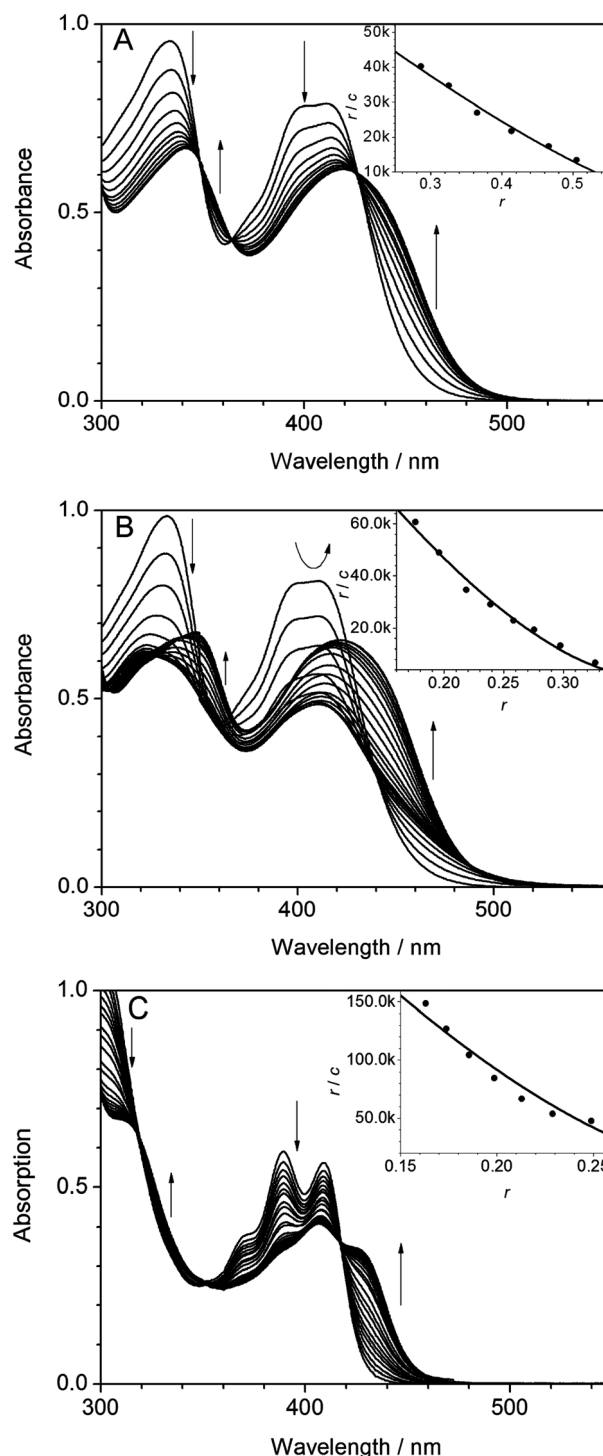 A
1.0
0.5
0.0
Absorbance
300
400
500
Wavelength / nm
50k
40k
30k
20k
10k
r / c
0.3
0.4
0.5
r
B
1.0
0.5
0.0
Absorbance
300
400
500
Wavelength / nm
60.0k
40.0k
20.0k
r / c
0.20
0.25
0.30
r
C
1.0
0.5
0.0
Absorption
300
400
500
Wavelength / nm
150.0k
100.0k
50.0k
r / c
0.15
0.20
0.25
r